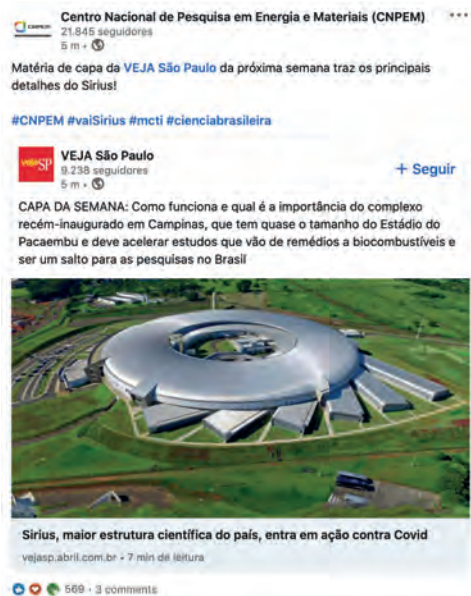 CNPEM
Centro Nacional de Pesquisa em Energia e Materiais (CNPEM)
21.845 seguidores
5 m •
Matéria de capa da VEJA São Paulo da próxima semana traz os principais
detalhes do Sirius!
#CNPEM #vaiSirius #mcti #cienciabrasileira
vejaSP
VEJA São Paulo
9.238 seguidores
5 m •
+ Seguir
CAPA DA SEMANA: Como funciona e qual é a importância do complexo
recém-inaugurado em Campinas, que tem quase o tamanho do Estádio do
Pacaembu e deve acelerar estudos que vão de remédios a biocombustíveis e
ser um salto para as pesquisas no Brasil
Sirius, maior estrutura científica do país, entra em ação contra Covid
vejasp.abril.com.br • 7 min de leitura
569 • 3 comments